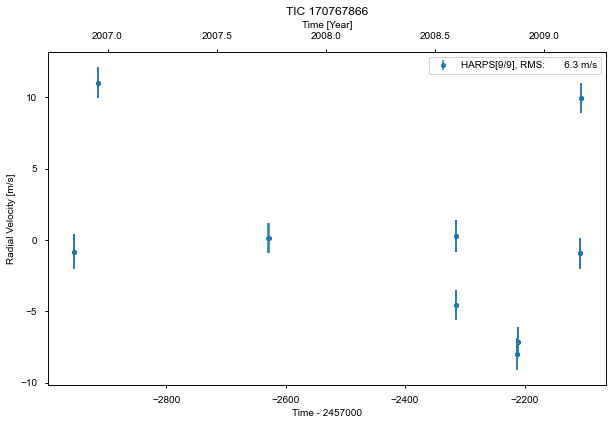 TIC 170767866
Time [Year]
2007.0 2007.5 2008.0 2008.5 2009.0
HARPS[9/9], RMS: 6.3 m/s
Radial Velocity [m/s]
10
5
0
−5
−10
−2800 −2600 −2400 −2200
Time - 2457000